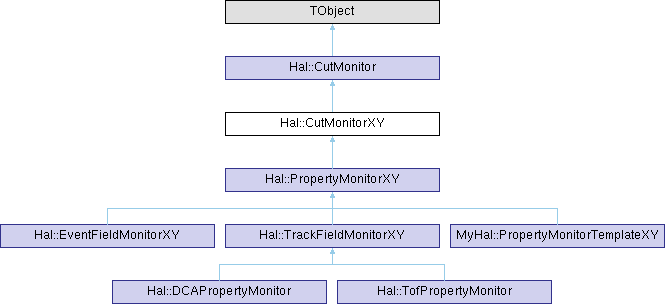 TObject
Hal::CutMonitor
Hal::CutMonitorXY
Hal::PropertyMonitorXY
Hal::EventFieldMonitorXY
Hal::TrackFieldMonitorXY
MyHal::PropertyMonitorTemplateXY
Hal::DCAPropertyMonitor
Hal::TofPropertyMonitor